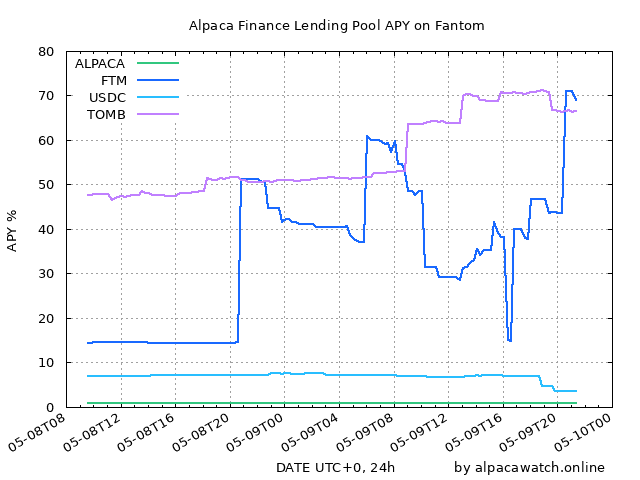 Alpaca Finance Lending Pool APY on Fantom
80
70
60
50
40
30
20
10
0
APY %
ALPACA
FTM
USDC
TOMB
05-08T08
05-08T12
05-08T16
05-08T20
05-09T00
05-09T04
05-09T08
05-09T12
05-09T16
05-09T20
05-10T00
DATE UTC+0, 24h
by alpacawatch.online